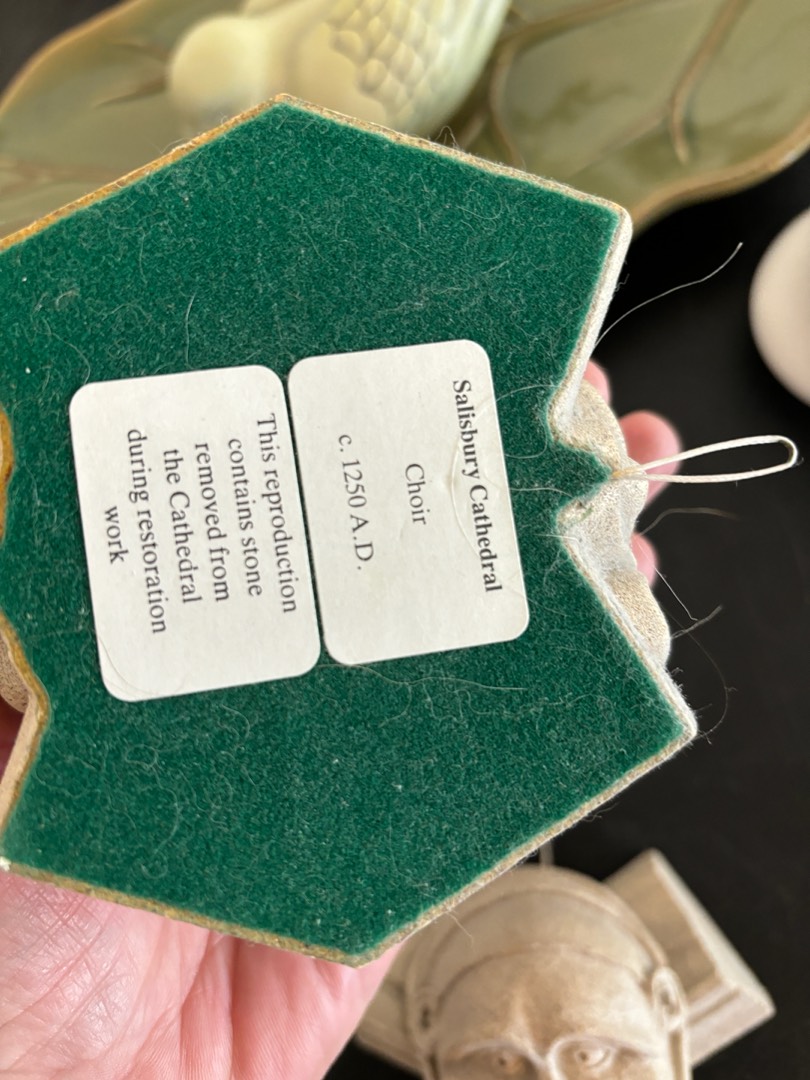 Salisbury Cathedral
Choir
c. 1250 A.D.
This reproduction
contains stone
removed from
the Cathedral
during restoration
work